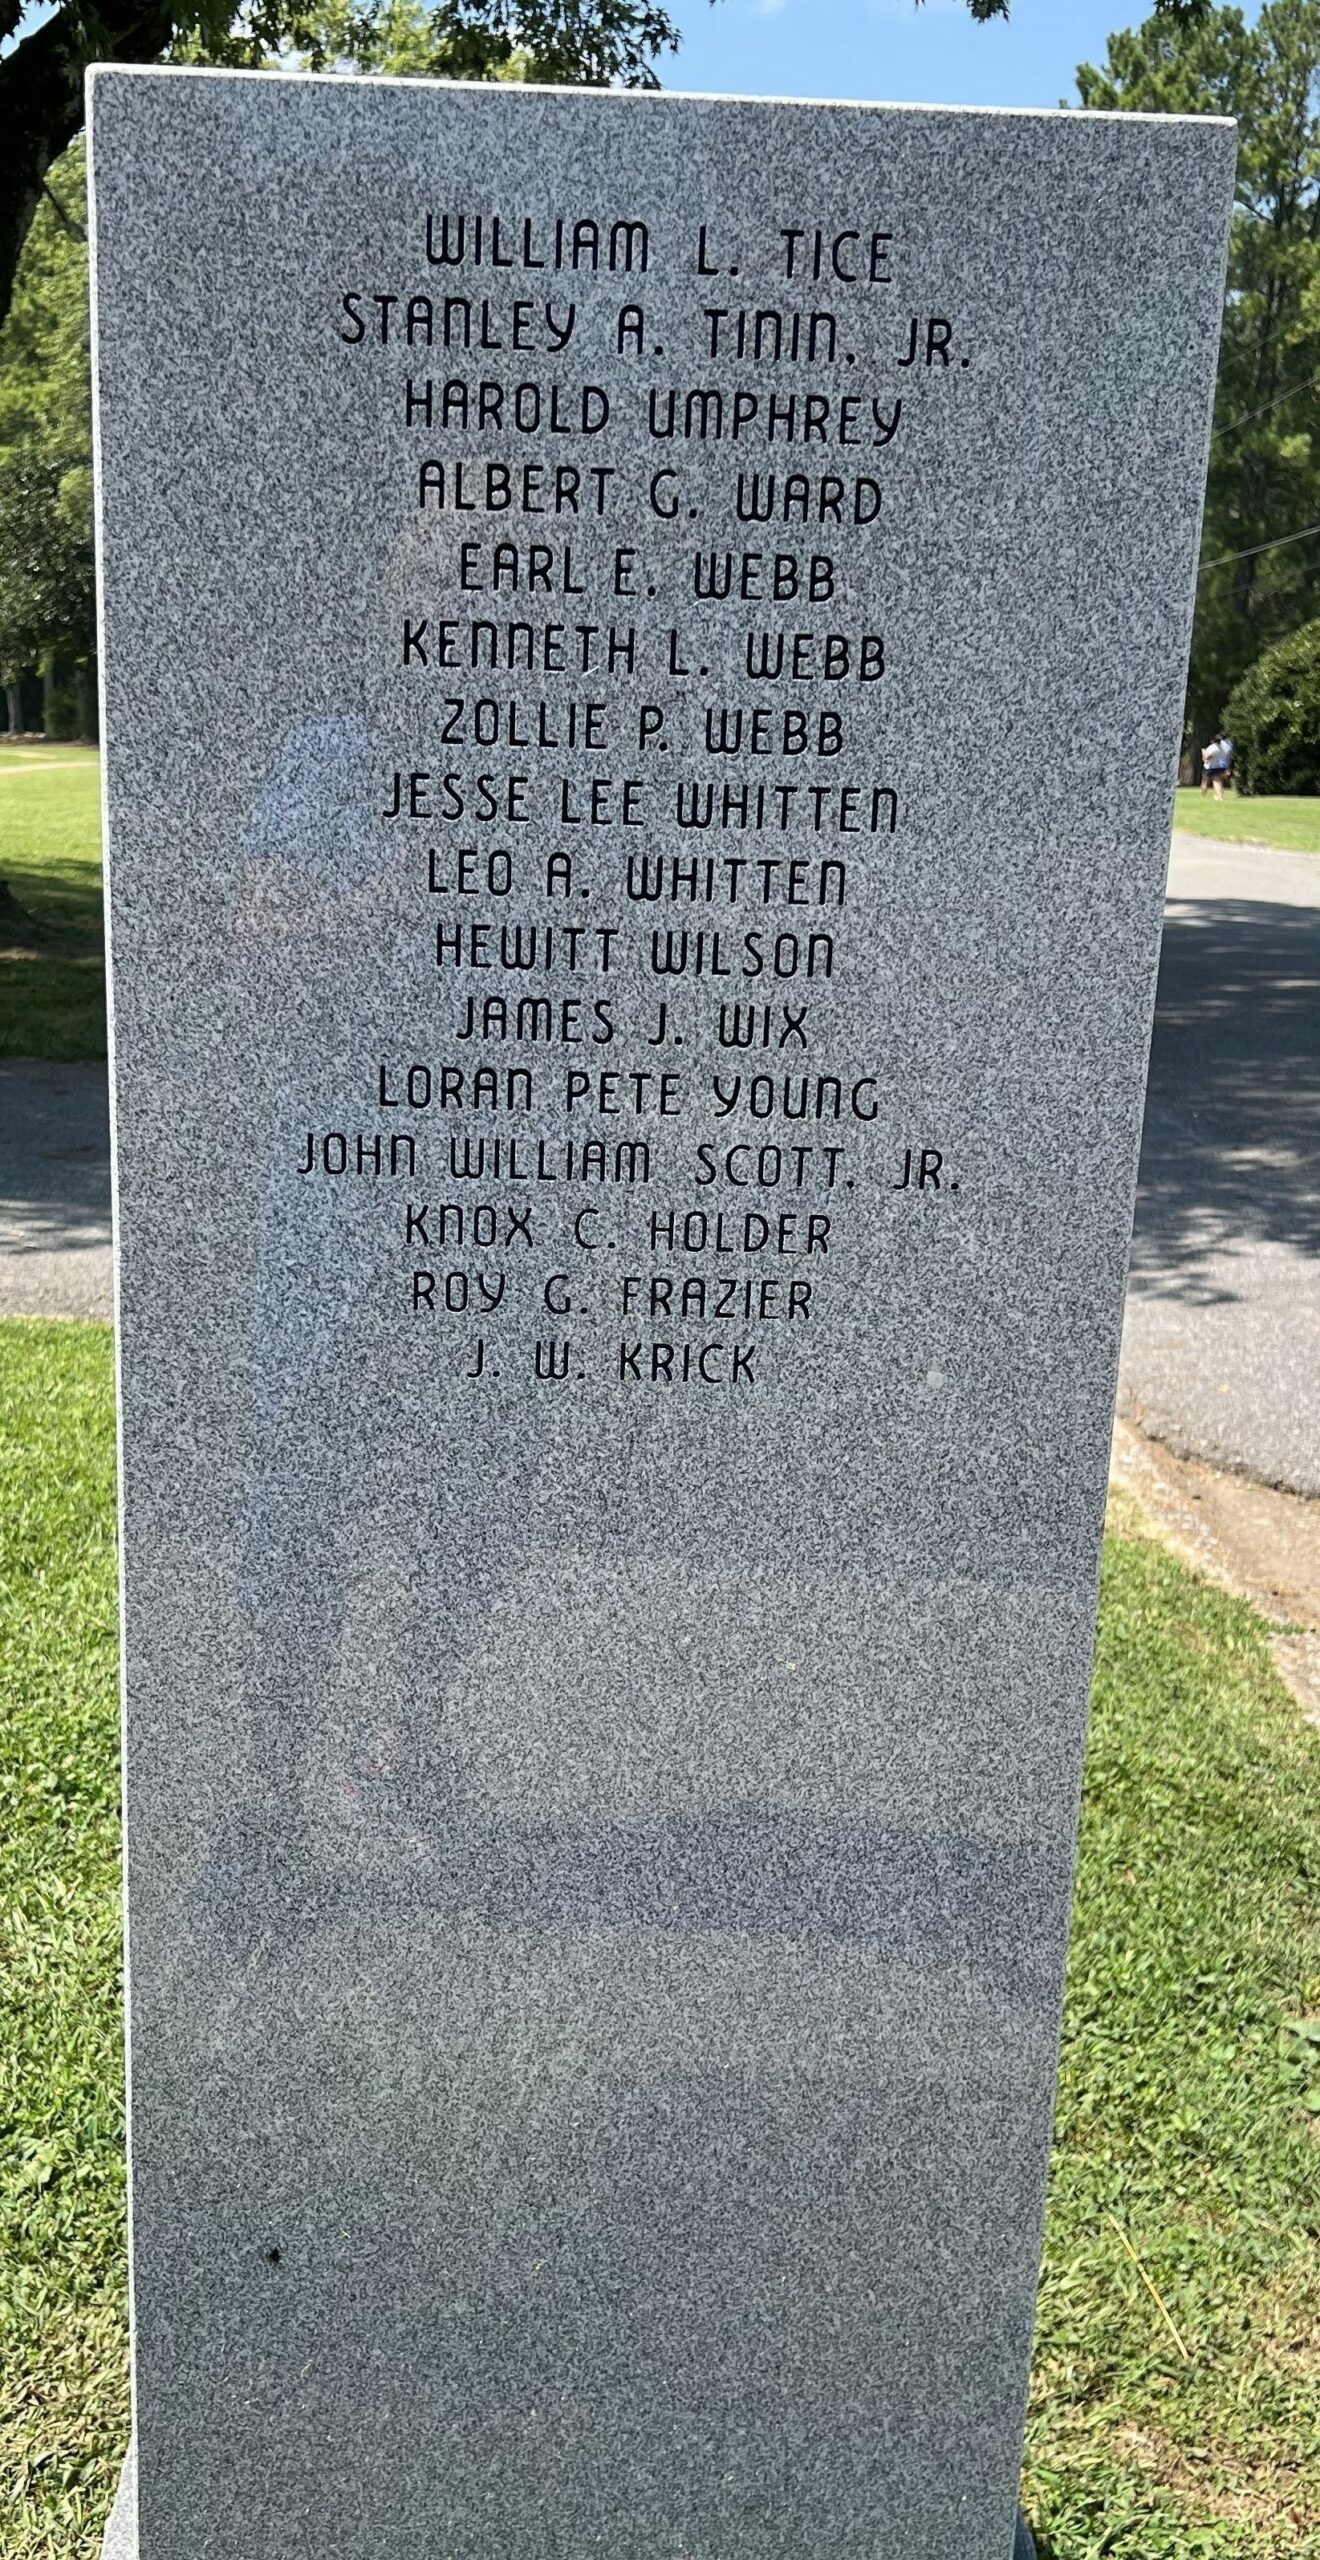 WILLIAM L. TICE
STANLEY A. TININ, JR.
HAROLD UMPHREY
ALBERT G. WARD
EARL E. WEBB
KENNETH L. WEBB
ZOLLIE P. WEBB
JESSE LEE WHITTEN
LEO A. WHITTEN
HEWITT WILSON
JAMES J. WIX
LORAN PETE YOUNG
JOHN WILLIAM SCOTT, JR.
KNOX C. HOLDER
ROY G. FRAZIER
J. W. KRICK